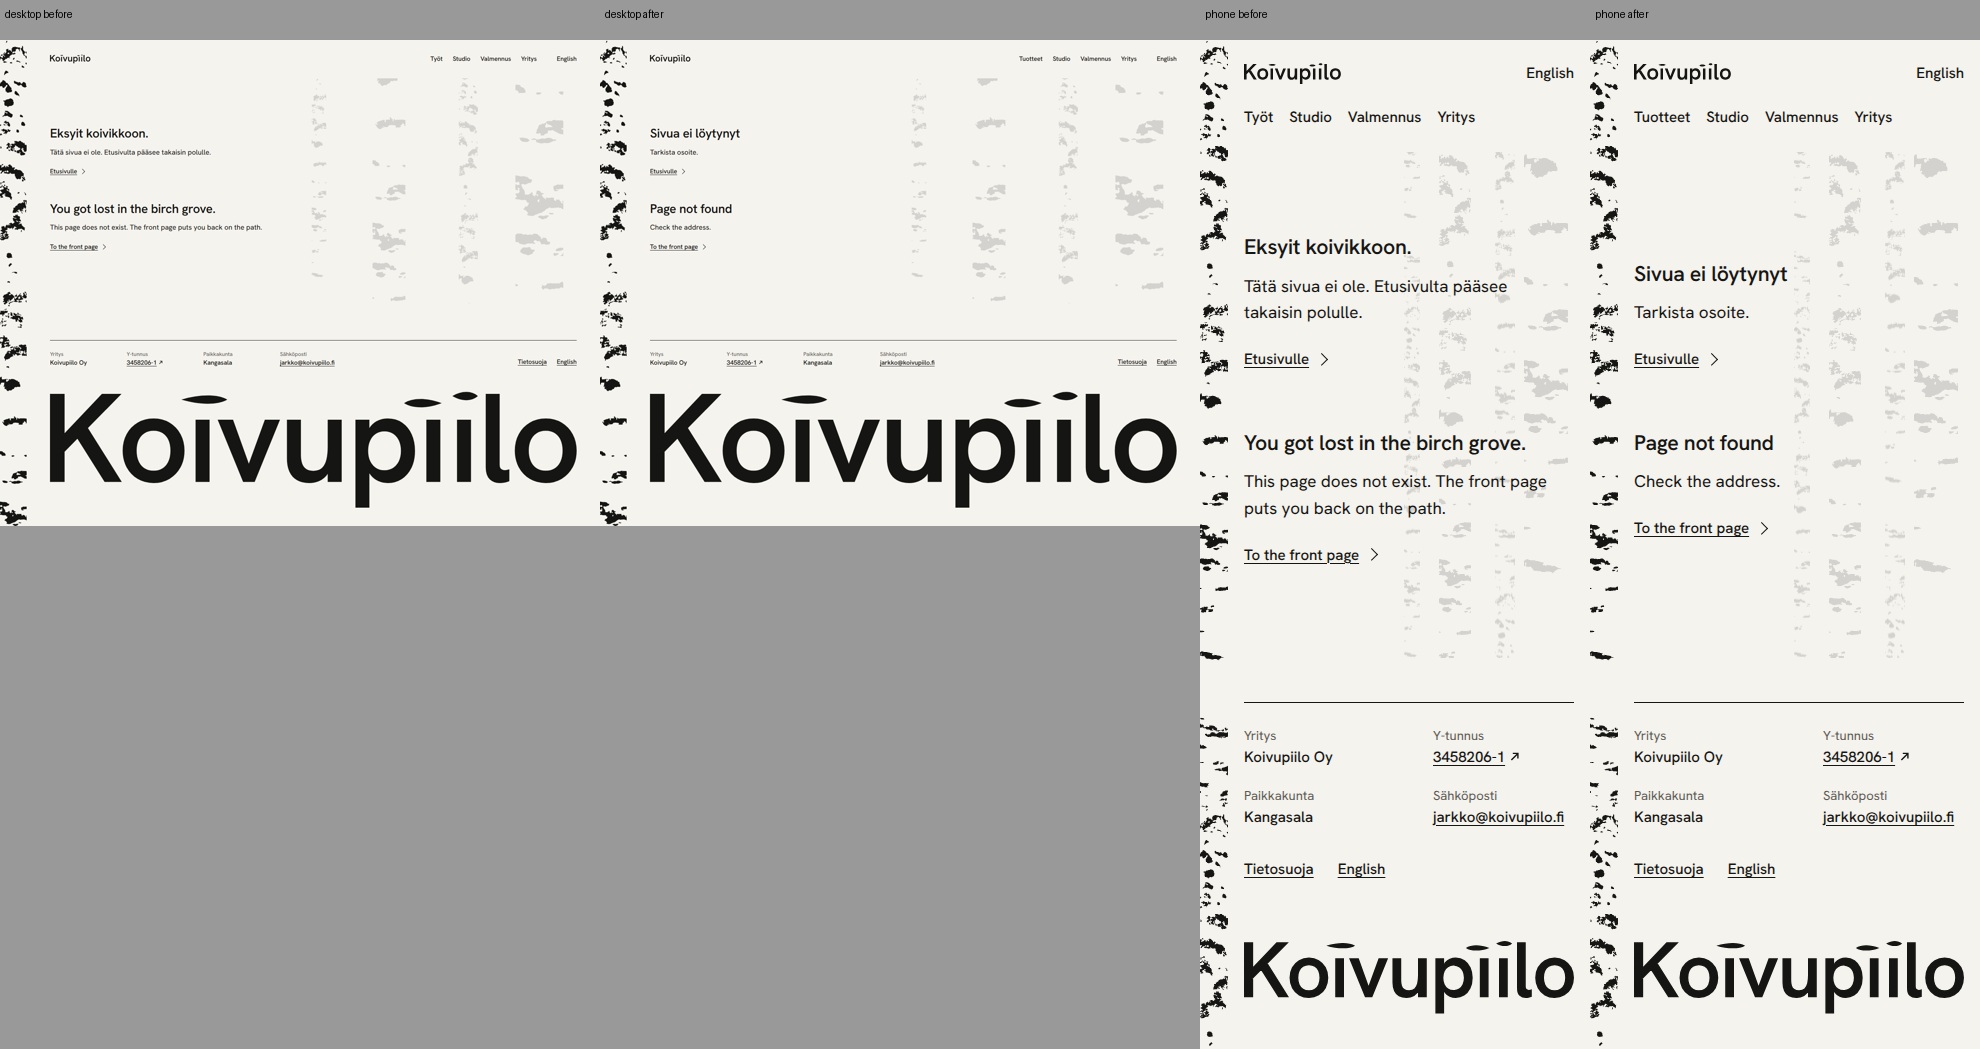 desktop before
Koivupiilo
Työt Studio Valmennus Yritys English
Eksyit koivikkoon.
Tätä sivua ei ole. Etusivulta pääsee takaisin polulle.
Etusivulle
You got lost in the birch grove.
This page does not exist. The front page puts you back on the path.
To the front page
Yritys Y-tunnus Paikkakunta Sähköposti
Koivupiilo Oy 3458206-1 ↗ Kangasala jarkko@koivupiilo.fi Tietosuoja English
Koivupiilo
desktop after
Koivupiilo
Tuotteet Studio Valmennus Yritys English
Sivua ei löytynyt
Tarkista osoite.
Etusivulle
Page not found
Check the address.
To the front page
Yritys Y-tunnus Paikkakunta Sähköposti
Koivupiilo Oy 3458206-1 ↗ Kangasala jarkko@koivupiilo.fi Tietosuoja English
Koivupiilo
phone before
Koivupiilo English
Työt Studio Valmennus Yritys
Eksyit koivikkoon.
Tätä sivua ei ole. Etusivulta pääsee
takaisin polulle.
Etusivulle
You got lost in the birch grove.
This page does not exist. The front page
puts you back on the path.
To the front page
Yritys Y-tunnus
Koivupiilo Oy 3458206-1 ↗
Paikkakunta Sähköposti
Kangasala jarkko@koivupiilo.fi
Tietosuoja English
Koivupiilo
phone after
Koivupiilo English
Tuotteet Studio Valmennus Yritys
Sivua ei löytynyt
Tarkista osoite.
Etusivulle
Page not found
Check the address.
To the front page
Yritys Y-tunnus
Koivupiilo Oy 3458206-1 ↗
Paikkakunta Sähköposti
Kangasala jarkko@koivupiilo.fi
Tietosuoja English
Koivupiilo